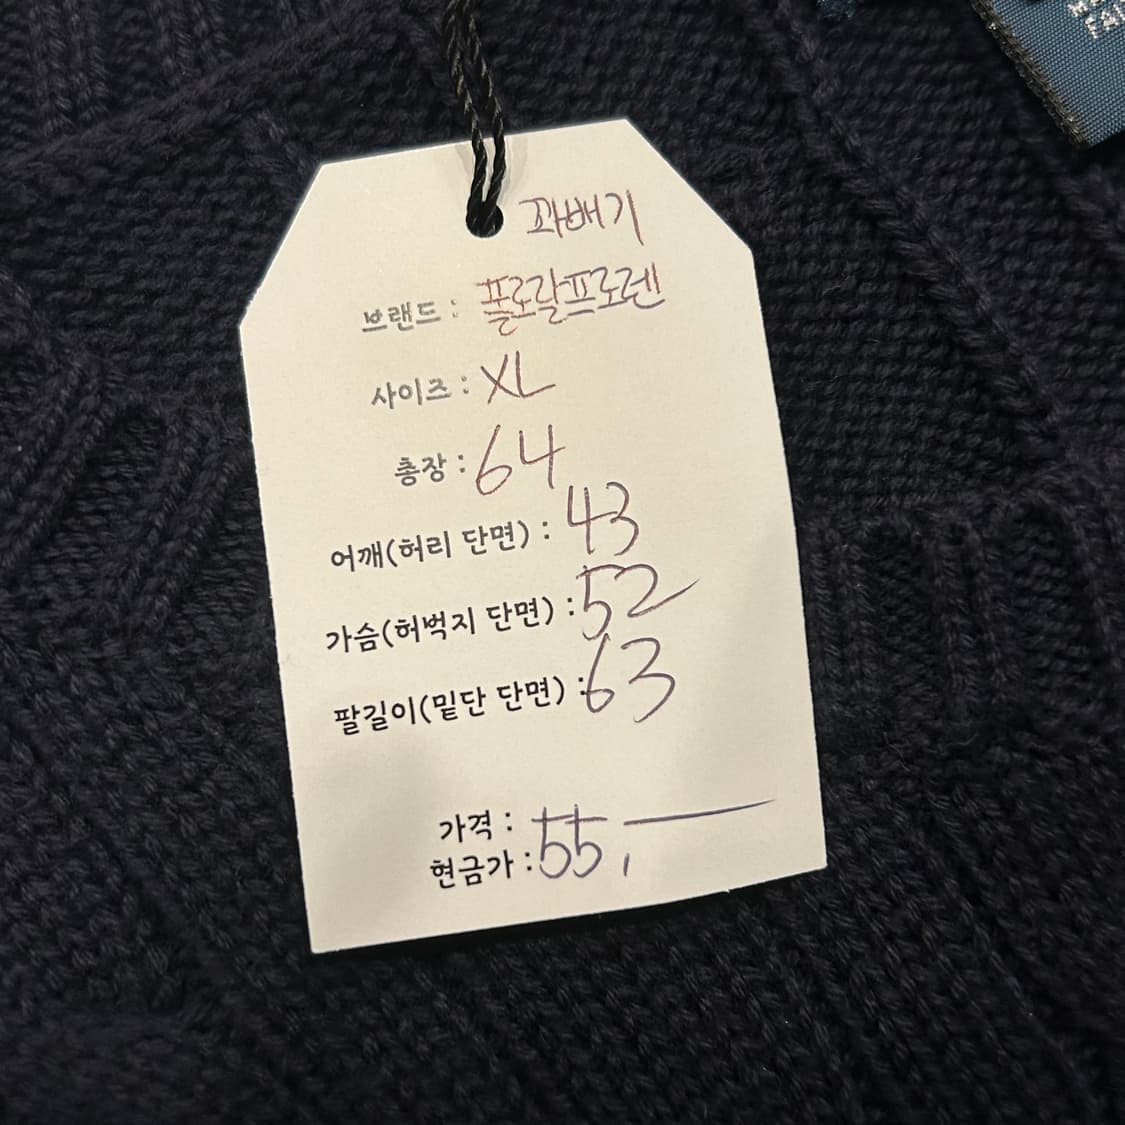 꽈배기
브랜드 : 폴로랄프로렌
사이즈 : XL
총장 : 64
어깨(허리 단면) : 43
가슴(허벅지 단면) : 52
팔길이(밑단 단면) : 63
가격 :
현금가 : 55,